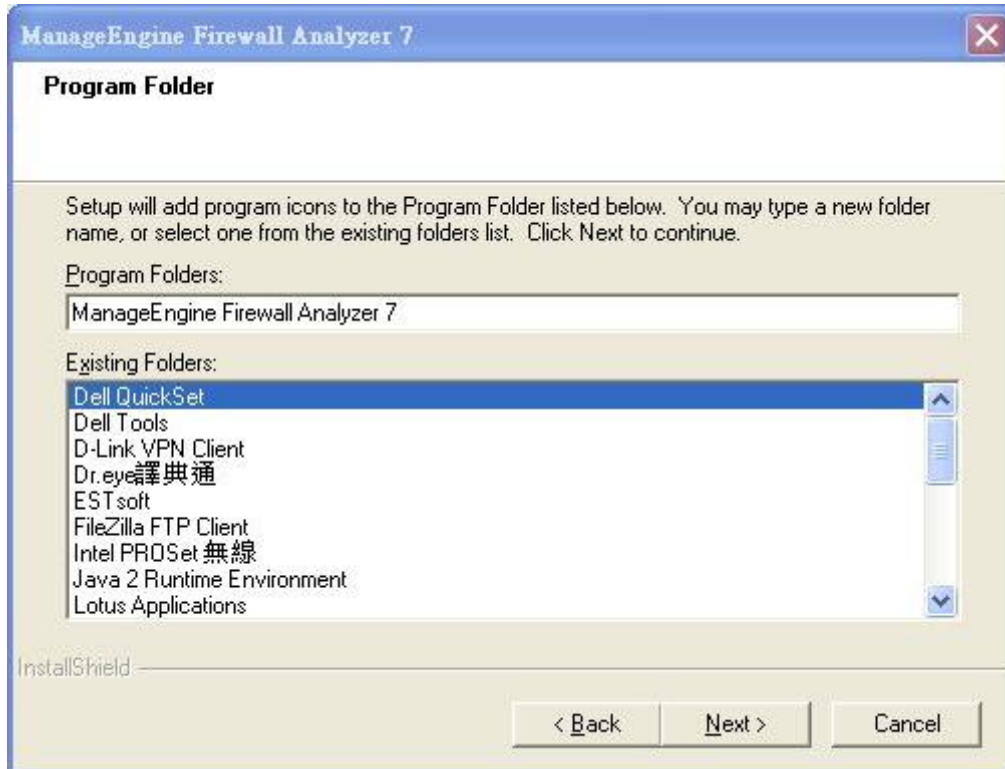 ManageEngine Firewall Analyzer 7
Program Folder
Setup will add program icons to the Program Folder listed below. You may type a new folder
name, or select one from the existing folders list. Click Next to continue.
Program Folders:
ManageEngine Firewall Analyzer 7
Existing Folders:
Dell QuickSet
Dell Tools
D-Link VPN Client
Dr.eye譯典通
ESTsoft
FileZilla FTP Client
Intel PROSet 無線
Java 2 Runtime Environment
Lotus Applications
InstallShield
< Back Next > Cancel